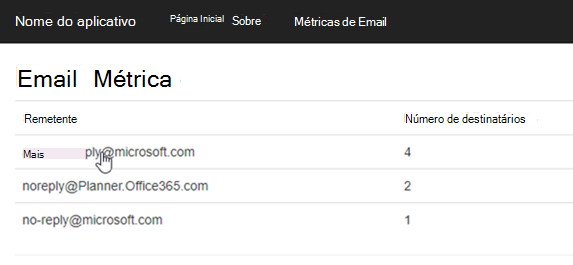 Nome do aplicativo Página Inicial Sobre Métricas de Email
Email Métrica
Remetente Número de destinatários
Mais ply@microsoft.com 4
noreply@Planner.Office365.com 2
no-reply@microsoft.com 1